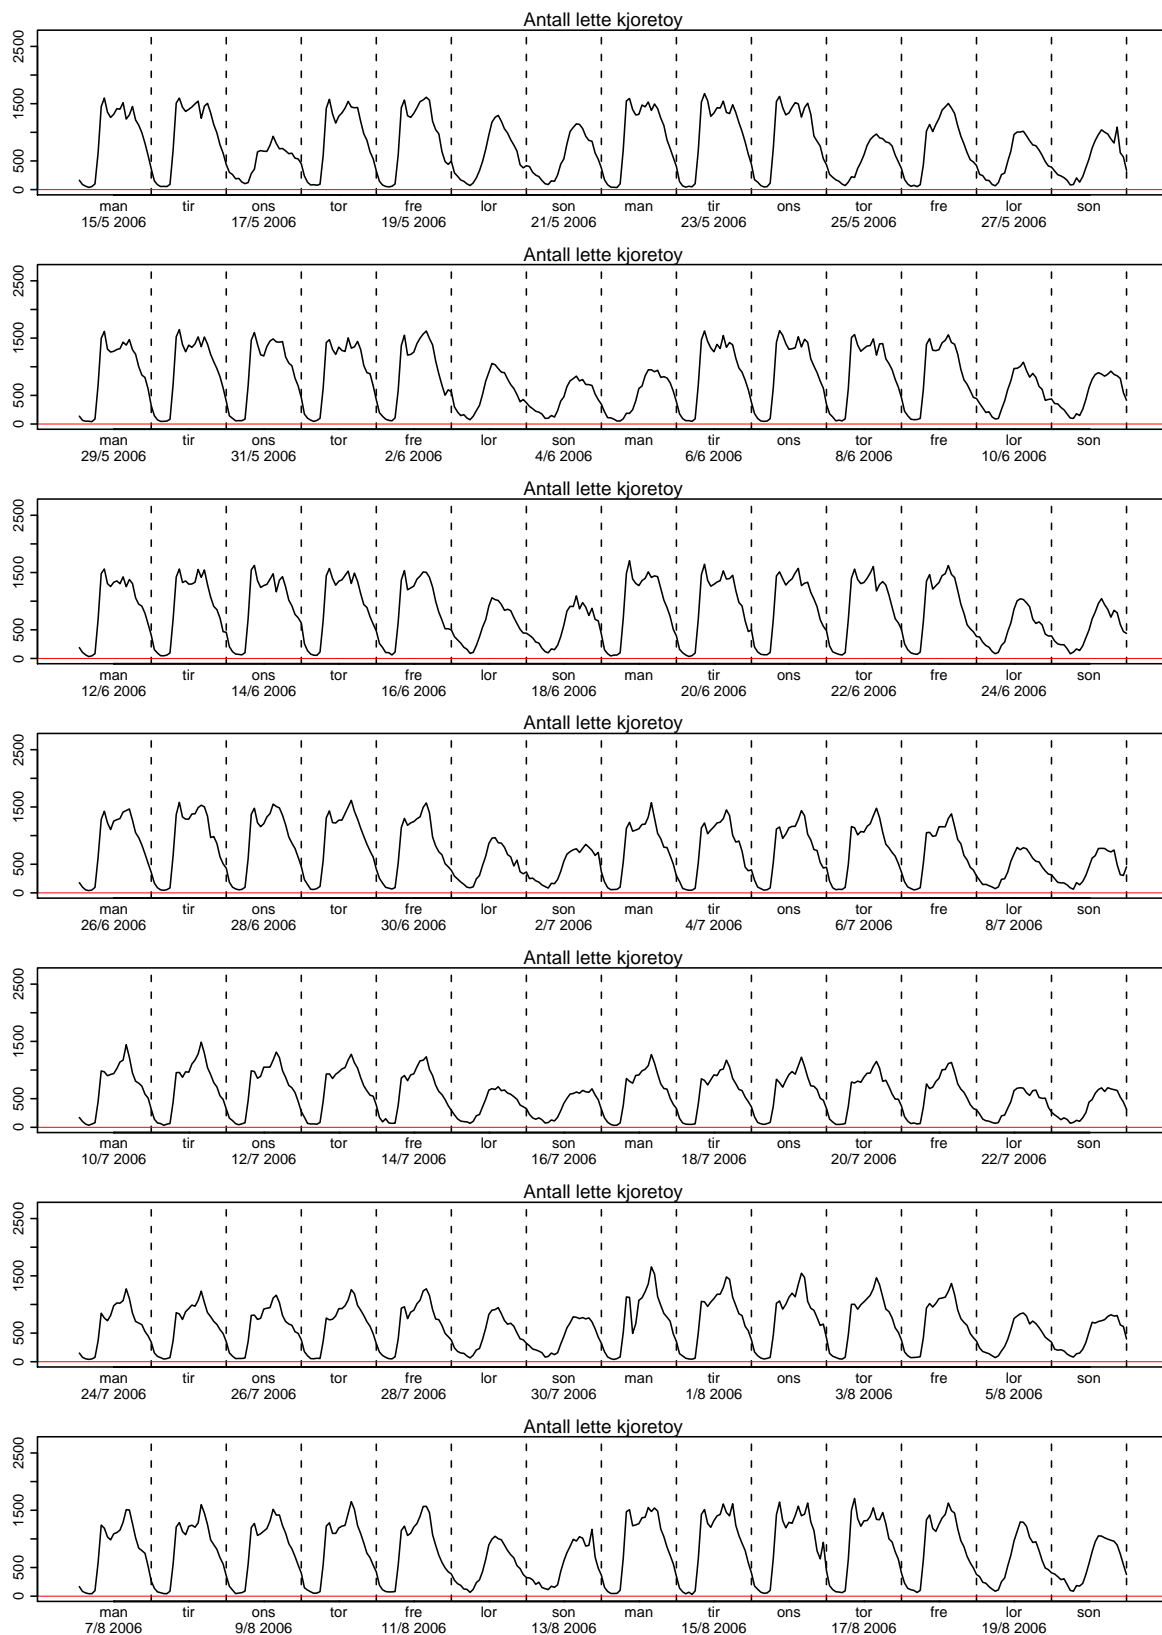 Antall lette kjoretoy
0 500 1500 2500
man tir ons tor fre lor son man tir ons tor fre lor son
15/5 2006 17/5 2006 19/5 2006 21/5 2006 23/5 2006 25/5 2006 27/5 2006
Antall lette kjoretoy
0 500 1500 2500
man tir ons tor fre lor son man tir ons tor fre lor son
29/5 2006 31/5 2006 2/6 2006 4/6 2006 6/6 2006 8/6 2006 10/6 2006
Antall lette kjoretoy
0 500 1500 2500
man tir ons tor fre lor son man tir ons tor fre lor son
12/6 2006 14/6 2006 16/6 2006 18/6 2006 20/6 2006 22/6 2006 24/6 2006
Antall lette kjoretoy
0 500 1500 2500
man tir ons tor fre lor son man tir ons tor fre lor son
26/6 2006 28/6 2006 30/6 2006 2/7 2006 4/7 2006 6/7 2006 8/7 2006
Antall lette kjoretoy
0 500 1500 2500
man tir ons tor fre lor son man tir ons tor fre lor son
10/7 2006 12/7 2006 14/7 2006 16/7 2006 18/7 2006 20/7 2006 22/7 2006
Antall lette kjoretoy
0 500 1500 2500
man tir ons tor fre lor son man tir ons tor fre lor son
24/7 2006 26/7 2006 28/7 2006 30/7 2006 1/8 2006 3/8 2006 5/8 2006
Antall lette kjoretoy
0 500 1500 2500
man tir ons tor fre lor son man tir ons tor fre lor son
7/8 2006 9/8 2006 11/8 2006 13/8 2006 15/8 2006 17/8 2006 19/8 2006